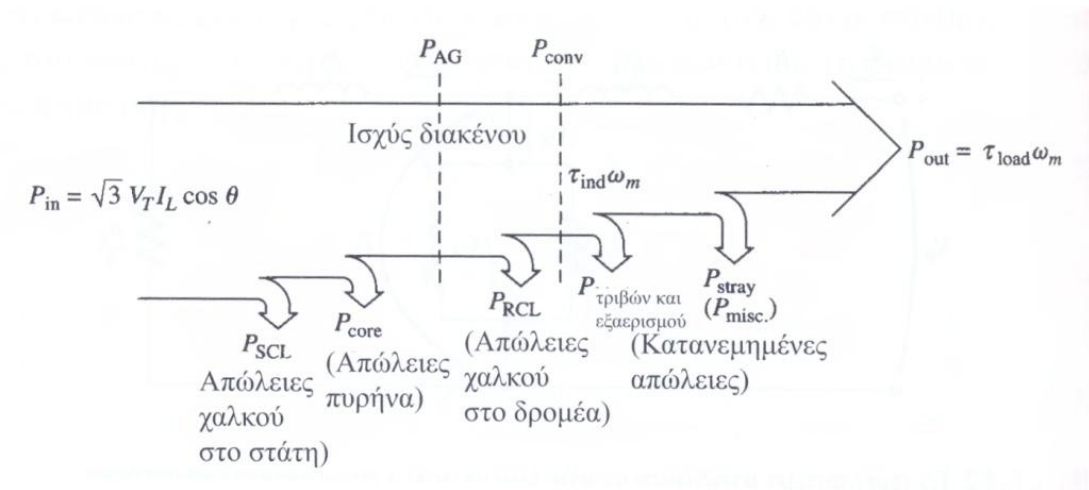 P_AG
P_conv
Ισχύς διακένου
P_out = τ_load ω_m
τ_ind ω_m
P_in = √3 V_T I_L cos θ
P_SCL
Απώλειες
χαλκού
στο στάτη)
P_core
(Απώλειες
πυρήνα)
P_RCL
(Απώλειες
χαλκού
στο δρομέα)
P τριβών και
εξαερισμού
P_stray
(P_misc.)
(Κατανεμημένες
απώλειες)